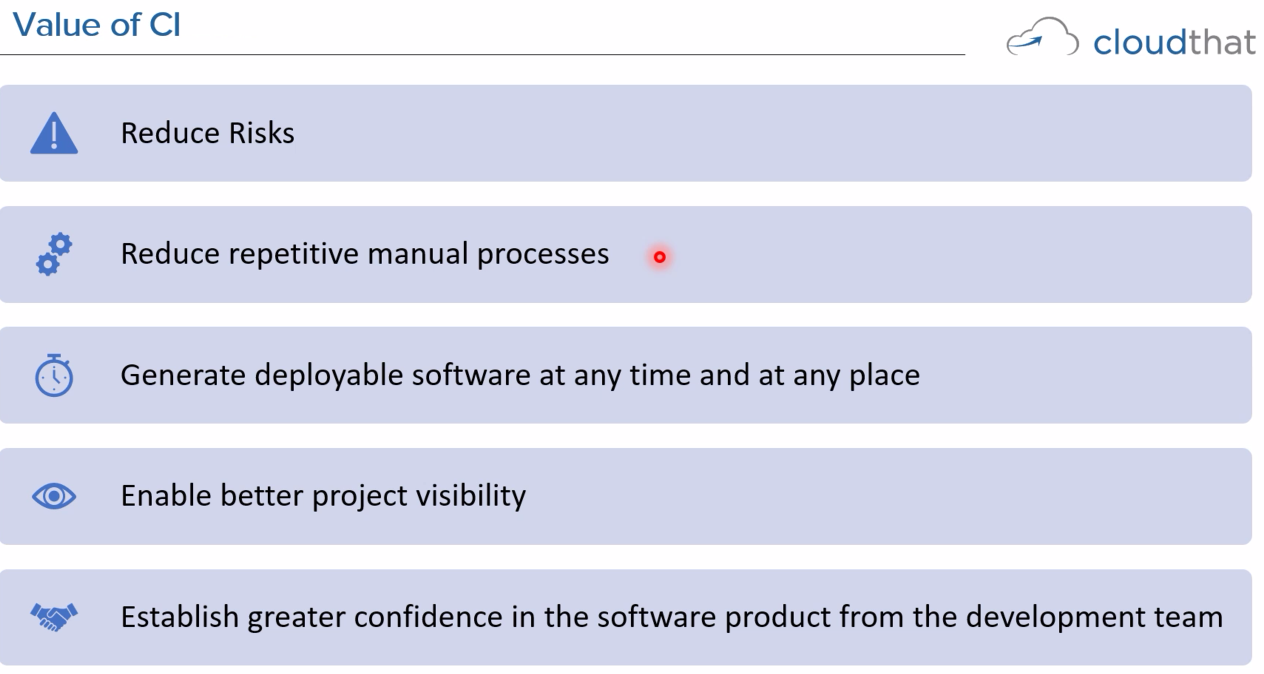 Value of CI
cloudthat
Reduce Risks
Reduce repetitive manual processes
Generate deployable software at any time and at any place
Enable better project visibility
Establish greater confidence in the software product from the development team